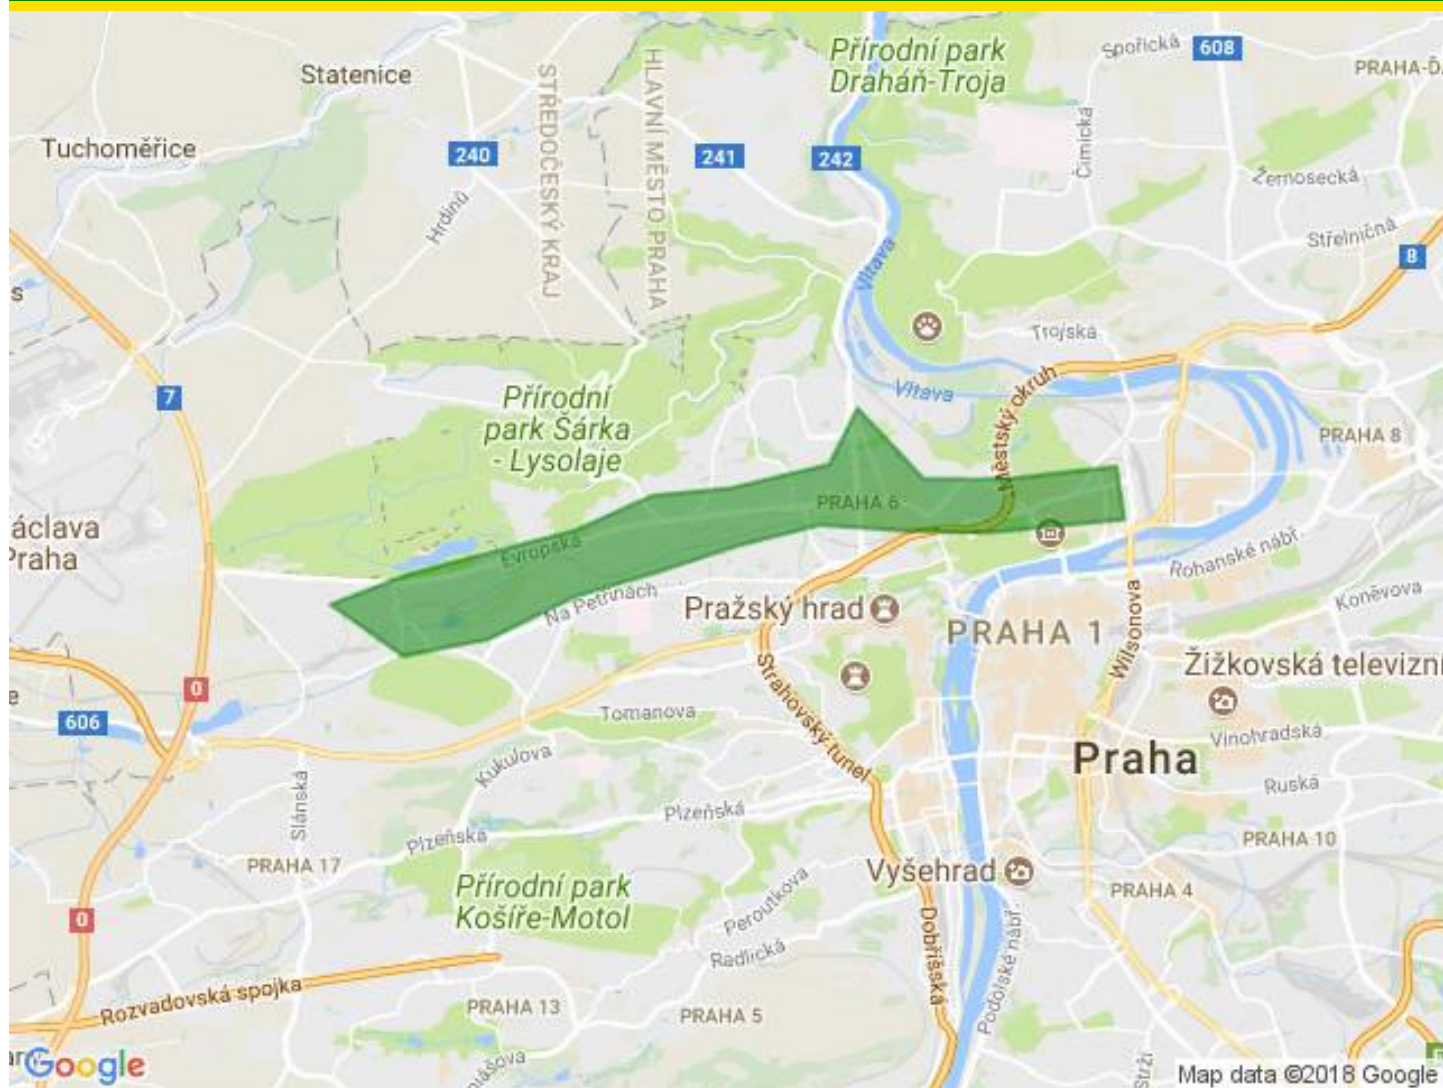 Přírodní park
Draháň-Troja
Spořická
608
PRAHA-Ď
Statenice
STŘEDOČESKÝ KRAJ
HLAVNÍ MĚSTO PRAHA
Tuchoměřice
240
241
242
Čimická
Žernosecká
Hrdinů
Střelničná
8
Vltava
Trojská
7
Přírodní
park Šárka
- Lysolaje
Vltava
Městský okruh
PRAHA 8
PRAHA 6
áclava
Praha
Evropská
Rohanské nábř.
Na Petřinách
Pražský hrad
PRAHA 1
Koněvova
Wilsonova
Žižkovská televizní
0
606
Strahovský tunel
Tomanova
Vinohradská
Praha
Kukulova
Ruská
Slánská
Plzeňská
Plzeňská
PRAHA 10
PRAHA 17
Vyšehrad
Přírodní park
Košíře-Motol
PRAHA 4
Peroutkova
0
Dobříšská
Podolské nábř.
Radlická
Rozvadovská spojka
PRAHA 13
PRAHA 5
Google
Map data ©2018 Google